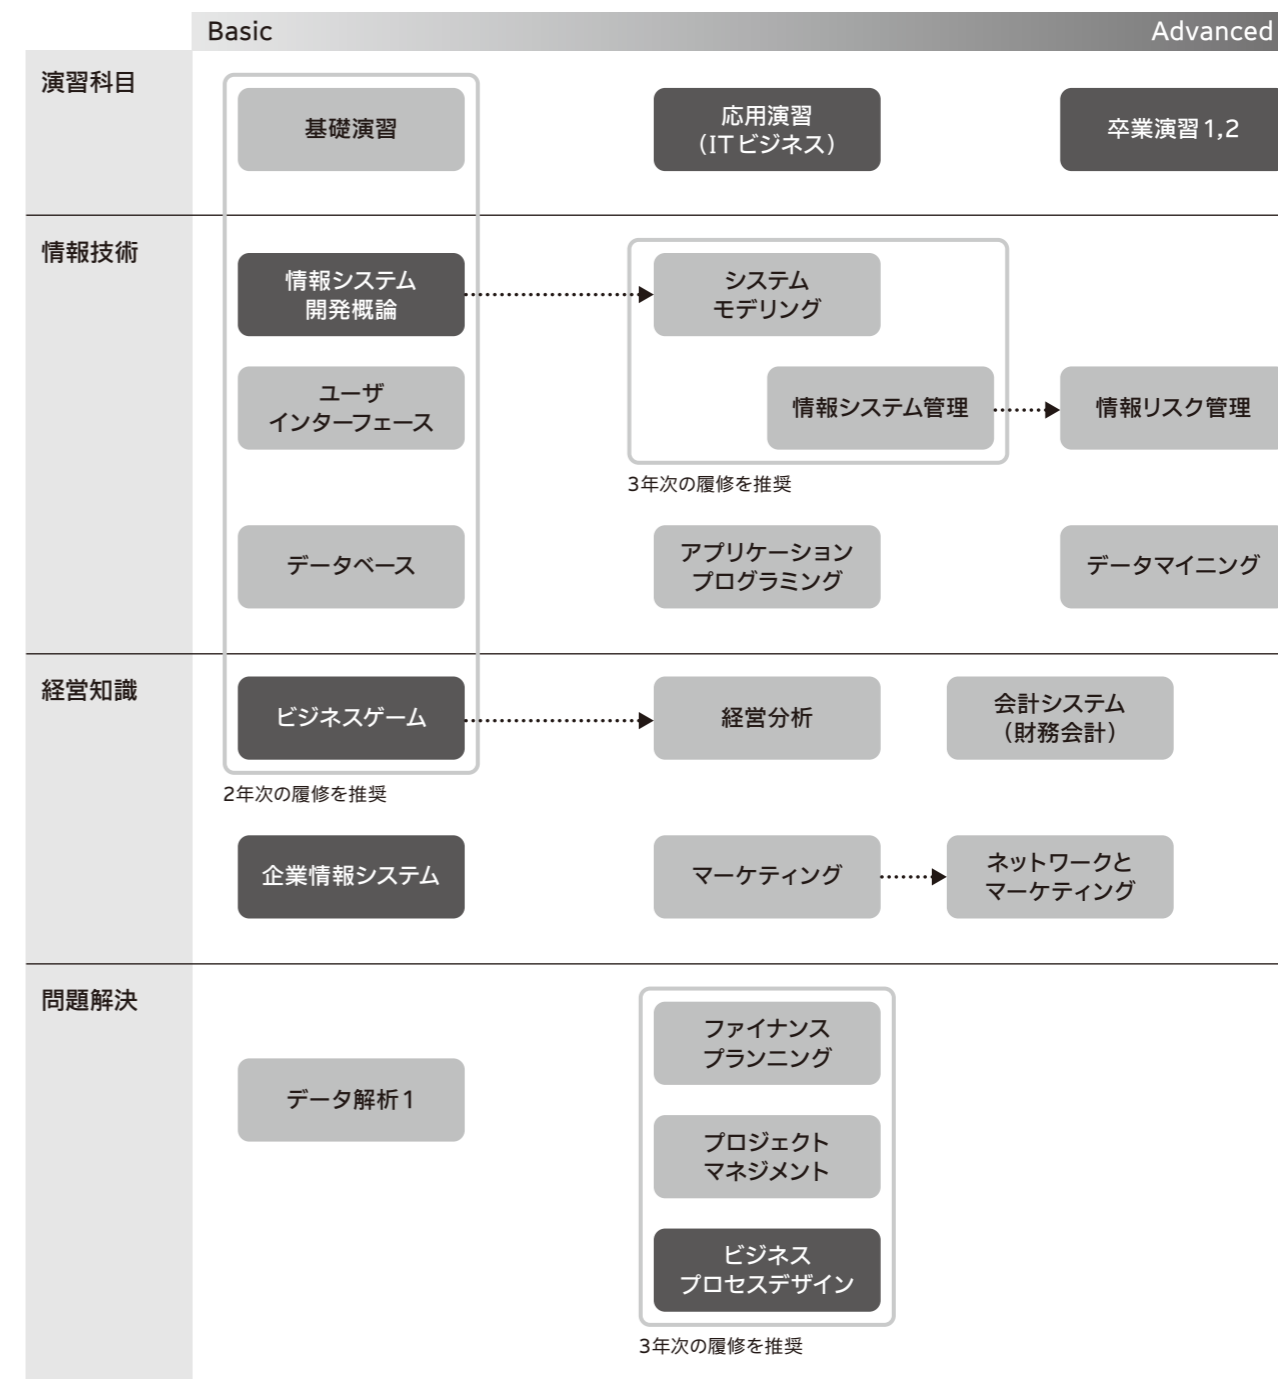 Basic
Advanced
演習科目
基礎演習
応用演習
（ITビジネス）
卒業演習1,2
情報技術
情報システム
開発概論
システム
モデリング
ユーザ
インターフェース
情報システム管理
情報リスク管理
3年次の履修を推奨
データベース
アプリケーション
プログラミング
データマイニング
経営知識
ビジネスゲーム
経営分析
会計システム
（財務会計）
2年次の履修を推奨
企業情報システム
マーケティング
ネットワークと
マーケティング
問題解決
データ解析1
ファイナンス
プランニング
プロジェクト
マネジメント
ビジネス
プロセスデザイン
3年次の履修を推奨